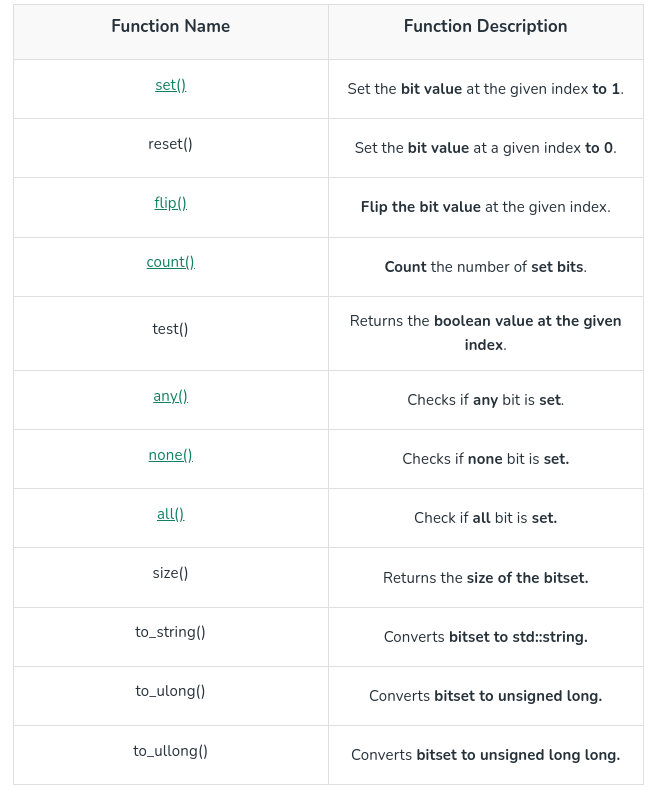 Function Name Function Description
set() Set the bit value at the given index to 1.
reset() Set the bit value at a given index to 0.
flip() Flip the bit value at the given index.
count() Count the number of set bits.
test() Returns the boolean value at the given
index.
any() Checks if any bit is set.
none() Checks if none bit is set.
all() Check if all bit is set.
size() Returns the size of the bitset.
to_string() Converts bitset to std::string.
to_ulong() Converts bitset to unsigned long.
to_ullong() Converts bitset to unsigned long long.